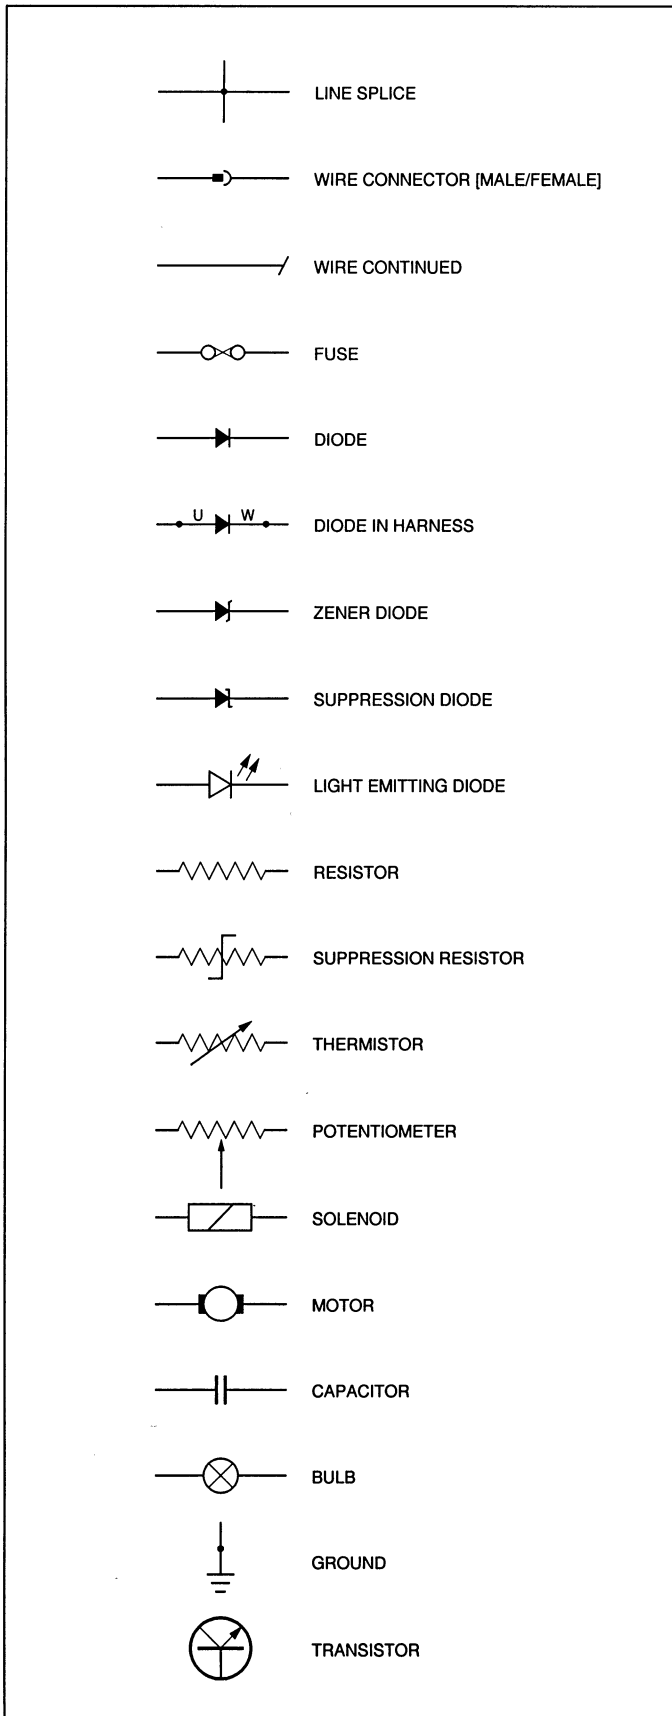 LINE SPLICE
WIRE CONNECTOR [MALE/FEMALE]
WIRE CONTINUED
FUSE
DIODE
U W
DIODE IN HARNESS
ZENER DIODE
SUPPRESSION DIODE
LIGHT EMITTING DIODE
RESISTOR
SUPPRESSION RESISTOR
THERMISTOR
POTENTIOMETER
SOLENOID
MOTOR
CAPACITOR
BULB
GROUND
TRANSISTOR